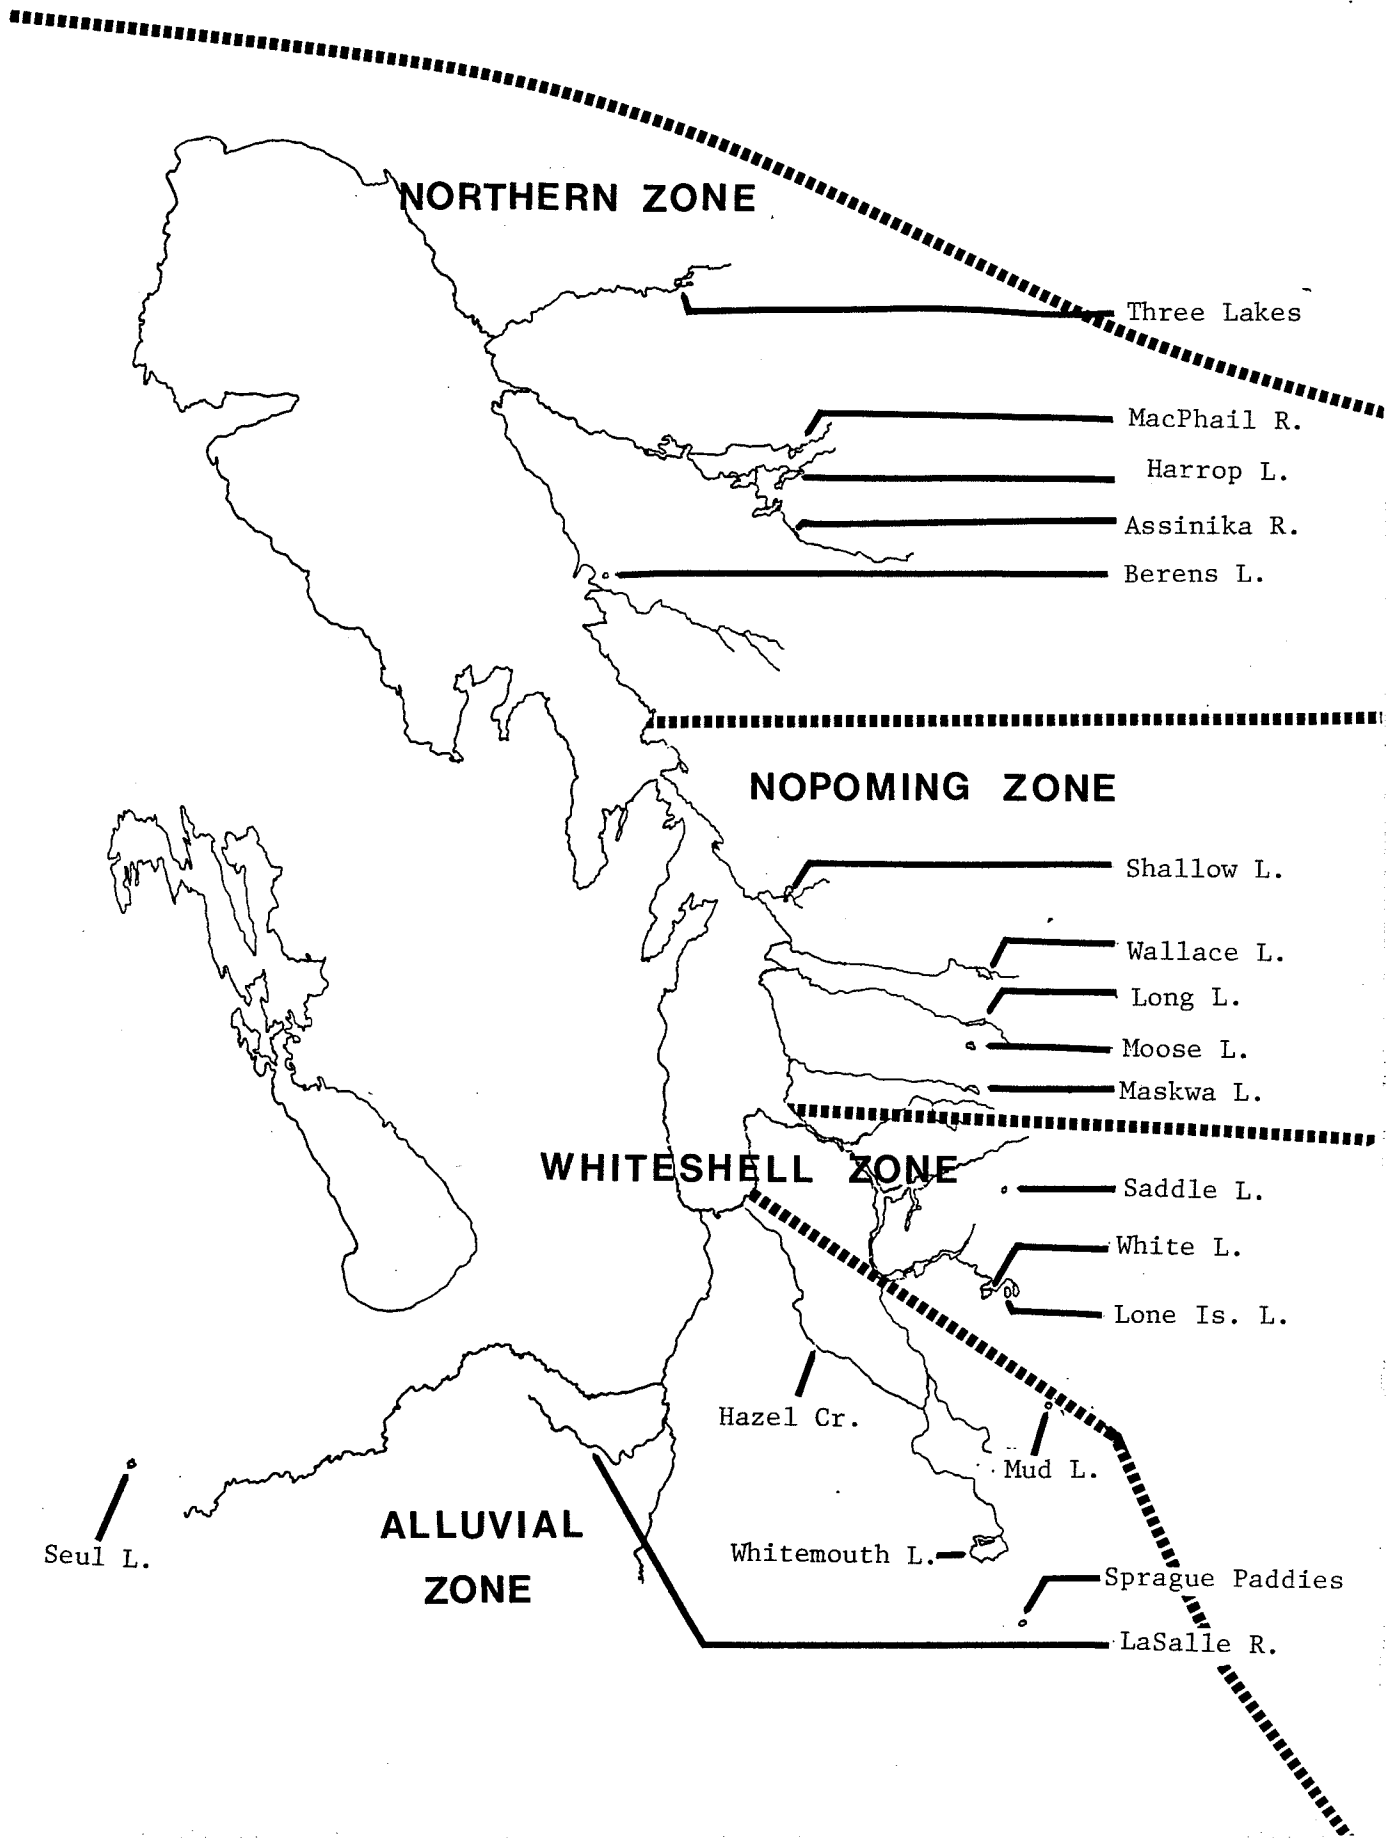 NORTHERN ZONE
Three Lakes
MacPhail R.
Harrop L.
Assinika R.
Berens L.
NOPOMING ZONE
Shallow L.
Wallace L.
Long L.
Moose L.
Maskwa L.
WHITESHELL ZONE
Saddle L.
White L.
Lone Is. L.
Hazel Cr.
Mud L.
Seul L.
ALLUVIAL
ZONE
Whitemouth L.
Sprague Paddies
LaSalle R.